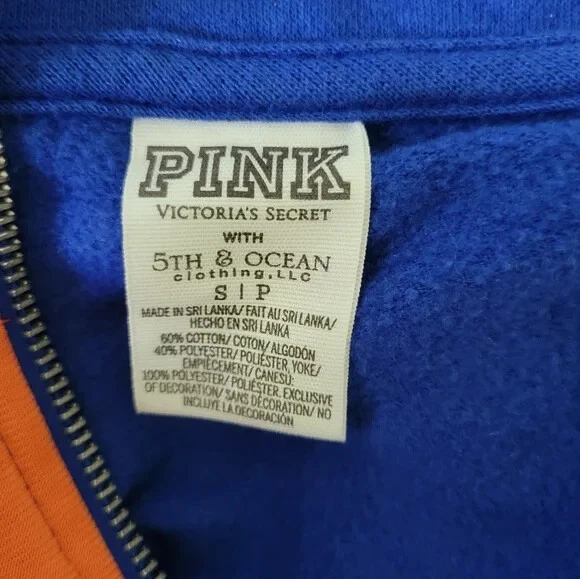 PINK
VICTORIA'S SECRET
WITH
5TH & OCEAN
clothing, LLC
S | P
MADE IN SRI LANKA/ FAIT AU SRI LANKA/
HECHO EN SRI LANKA
60% COTTON/ COTON/ ALGODÓN
40% POLYESTER/ POLIÉSTER, YOKE/
EMPIÈCEMENT/ CANESU:
100% POLYESTER/ POLIÉSTER. EXCLUSIVE
OF DECORATION/ SANS DÉCORATION/ NO
INCLUYE LA DECORACIÓN